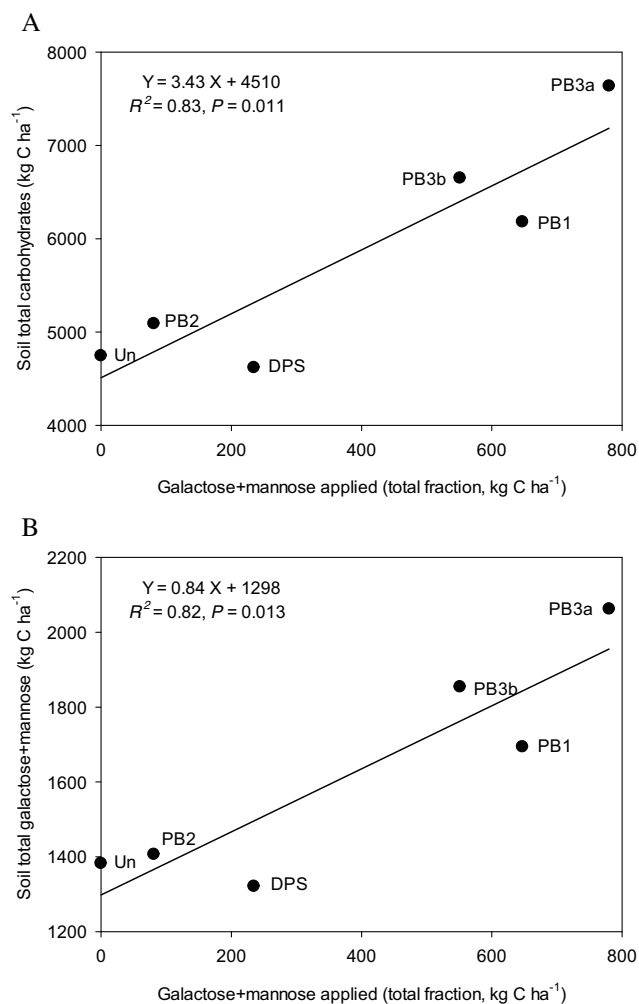 A
8000
Y = 3.43 X + 4510
R² = 0.83, P = 0.011
PB3a
7000
PB3b
PB1
6000
Soil total carbohydrates (kg C ha⁻¹)
PB2
5000
Un
DPS
4000
0 200 400 600 800
Galactose+mannose applied (total fraction, kg C ha⁻¹)
B
2200
Y = 0.84 X + 1298
R² = 0.82, P = 0.013
PB3a
2000
PB3b
1800
PB1
Soil total galactose+mannose (kg C ha⁻¹)
1600
PB2
1400
Un
DPS
1200
0 200 400 600 800
Galactose+mannose applied (total fraction, kg C ha⁻¹)